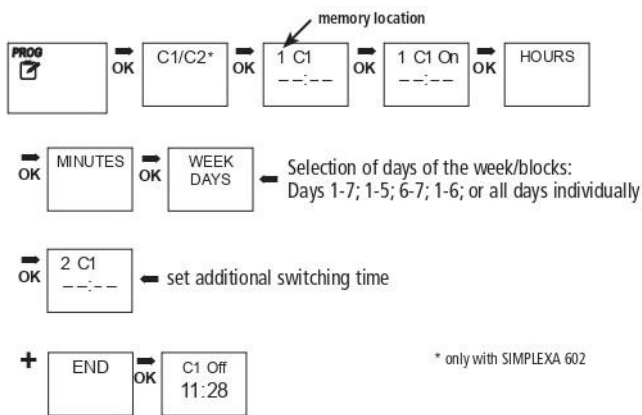 memory location
PROG
OK
C1/C2*
OK
1 C1
--:--
OK
1 C1 On
--:--
OK
HOURS
OK
MINUTES
OK
WEEK
DAYS
Selection of days of the week/blocks:
Days 1-7; 1-5; 6-7; 1-6; or all days individually
OK
2 C1
--:--
set additional switching time
+
END
OK
C1 Off
11:28
* only with SIMPLEXA 602